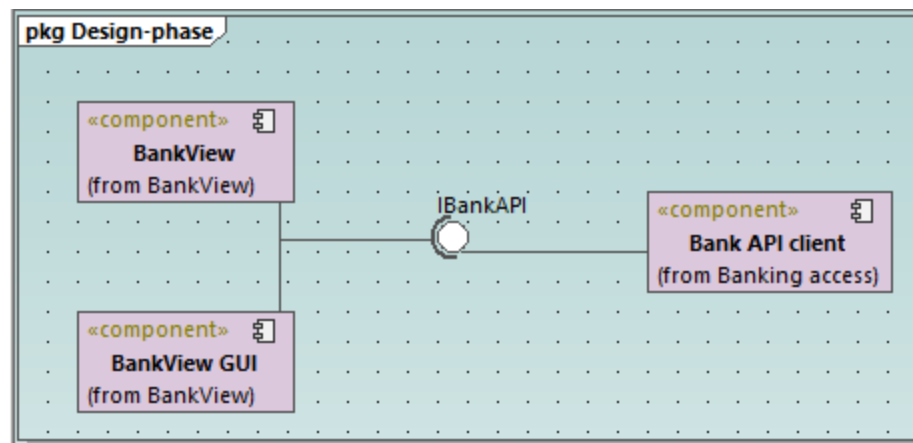 pkg Design-phase
«component»
BankView
(from BankView)
IBankAPI
«component»
Bank API client
(from Banking access)
«component»
BankView GUI
(from BankView)